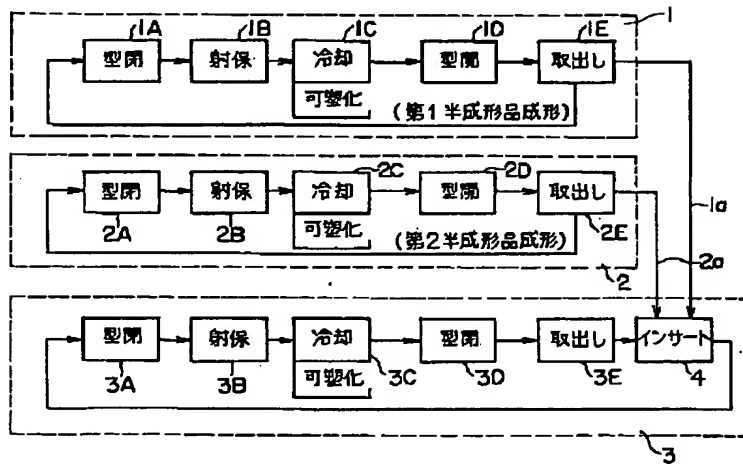 1
1A 1B 1C 1D 1E
型閉 射保 冷却 型開 取出し
可塑化 (第1半成形品成形)
1a
2C 2D
型閉 射保 冷却 型開 取出し
2A 2B 可塑化 (第2半成形品成形) 2E
2a
2
型閉 射保 冷却 型開 取出し インサート
3A 3B 可塑化 3C 3D 3E 4
3